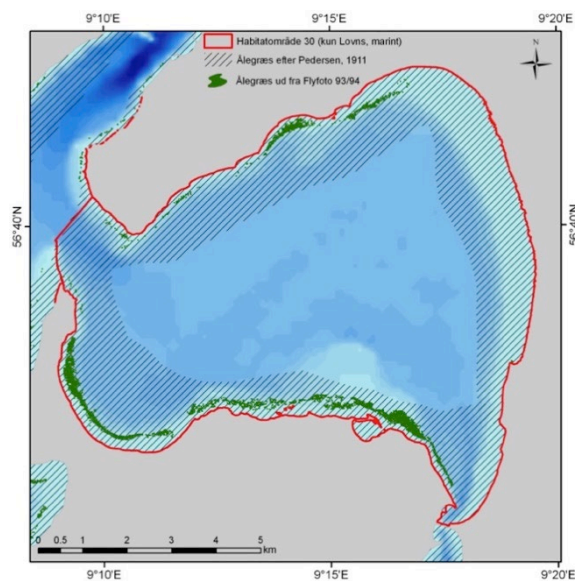 9°10'E 9°15'E 9°20'E
Habitatområde 30 (kun Lovns, marint)
Ålegræs efter Pedersen, 1911
Ålegræs ud fra Flyfoto 93/94
N
56°40'N 56°40'N
0 0.5 1 2 3 4 5
km
9°10'E 9°15'E 9°20'E